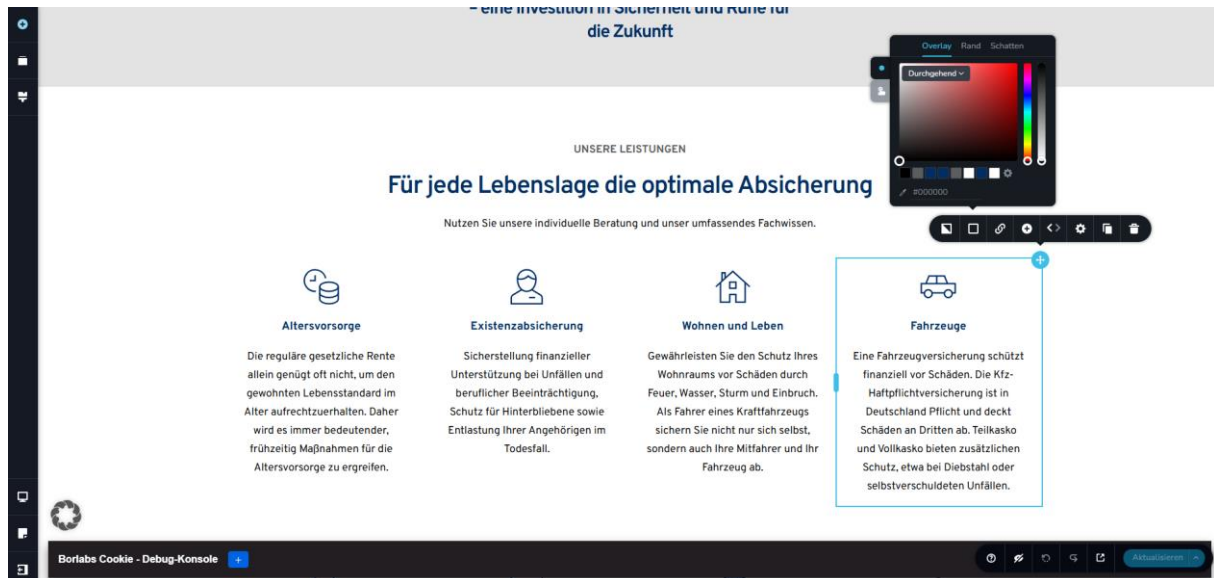 – eine Investition in Sicherheit und Ruhe für
die Zukunft
Overlay Rand Schatten
Durchgehend
#000000
UNSERE LEISTUNGEN
Für jede Lebenslage die optimale Absicherung
Nutzen Sie unsere individuelle Beratung und unser umfassendes Fachwissen.
Altersvorsorge
Die reguläre gesetzliche Rente
allein genügt oft nicht, um den
gewohnten Lebensstandard im
Alter aufrechtzuerhalten. Daher
wird es immer bedeutender,
frühzeitig Maßnahmen für die
Altersvorsorge zu ergreifen.
Existenzabsicherung
Sicherstellung finanzieller
Unterstützung bei Unfällen und
beruflicher Beeinträchtigung,
Schutz für Hinterbliebene sowie
Entlastung Ihrer Angehörigen im
Todesfall.
Wohnen und Leben
Gewährleisten Sie den Schutz Ihres
Wohnraums vor Schäden durch
Feuer, Wasser, Sturm und Einbruch.
Als Fahrer eines Kraftfahrzeugs
sichern Sie nicht nur sich selbst,
sondern auch Ihre Mitfahrer und Ihr
Fahrzeug ab.
Fahrzeuge
Eine Fahrzeugversicherung schützt
finanziell vor Schäden. Die Kfz-
Haftpflichtversicherung ist in
Deutschland Pflicht und deckt
Schäden an Dritten ab. Teilkasko
und Vollkasko bieten zusätzlichen
Schutz, etwa bei Diebstahl oder
selbstverschuldeten Unfällen.
Borlabs Cookie - Debug-Konsole
Aktualisieren